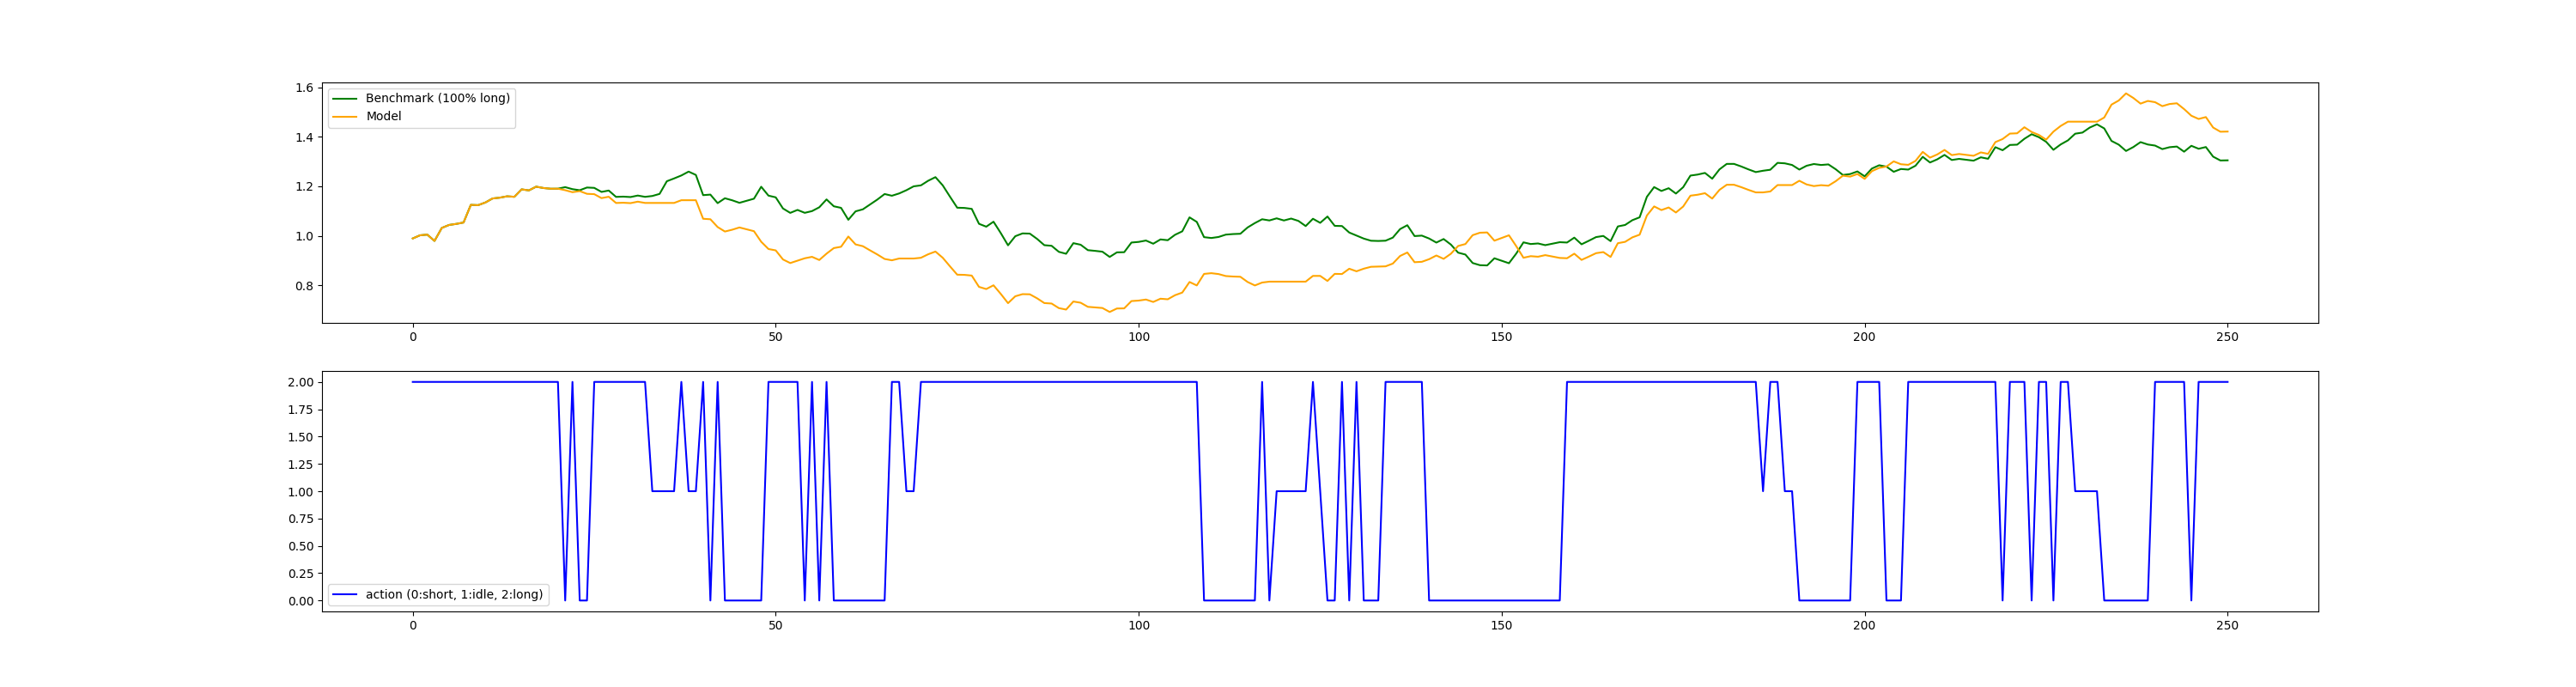 1.6
1.4
1.2
1.0
0.8
Benchmark (100% long)
Model
0 50 100 150 200 250
2.00
1.75
1.50
1.25
1.00
0.75
0.50
0.25
0.00
action (0:short, 1:idle, 2:long)
0 50 100 150 200 250